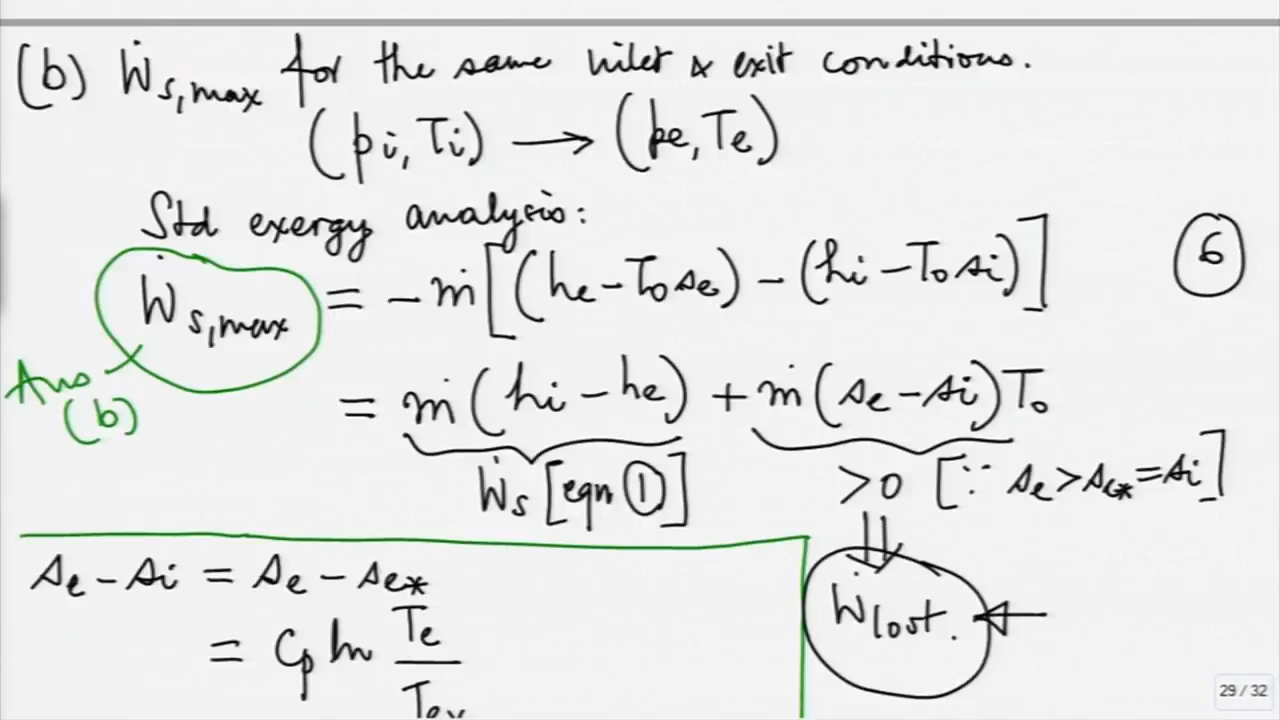 (b) Ẇs,max for the same inlet & exit conditions.
(pi, Ti) → (pe, Te)
Std exergy analysis:
Ẇs,max = -ṁ[(he - T₀se) - (hi - T₀si)] ⑥
Ans (b)
= ṁ(hi - he) + ṁ(se - si)T₀
Ẇs [eqn ①] >0 [∵ se > se* = si]
se - si = se - se*
Ẇlost.
= Cp ln Te
Te*
29 / 32